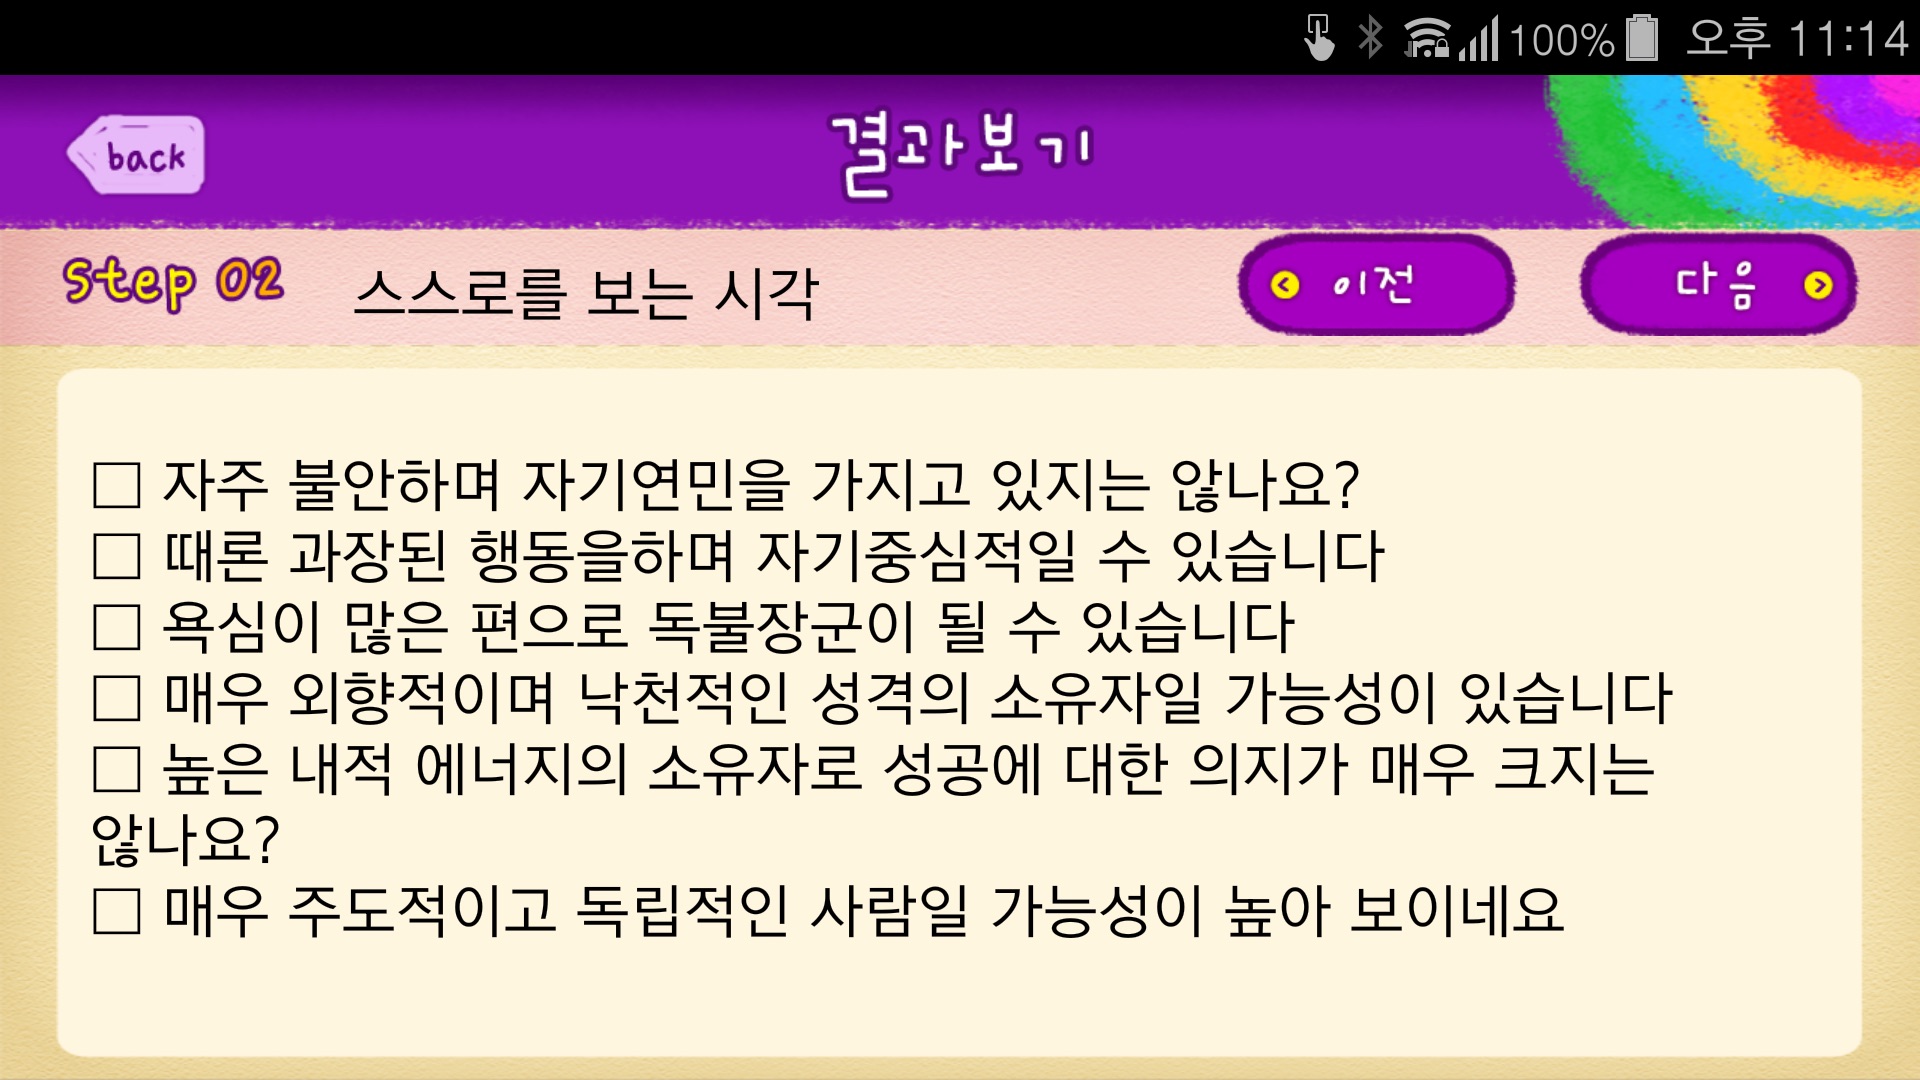 100% 오후 11:14
back 결과보기
Step 02 스스로를 보는 시각 이전 다음
□ 자주 불안하며 자기연민을 가지고 있지는 않나요?
□ 때론 과장된 행동을하며 자기중심적일 수 있습니다
□ 욕심이 많은 편으로 독불장군이 될 수 있습니다
□ 매우 외향적이며 낙천적인 성격의 소유자일 가능성이 있습니다
□ 높은 내적 에너지의 소유자로 성공에 대한 의지가 매우 크지는
않나요?
□ 매우 주도적이고 독립적인 사람일 가능성이 높아 보이네요